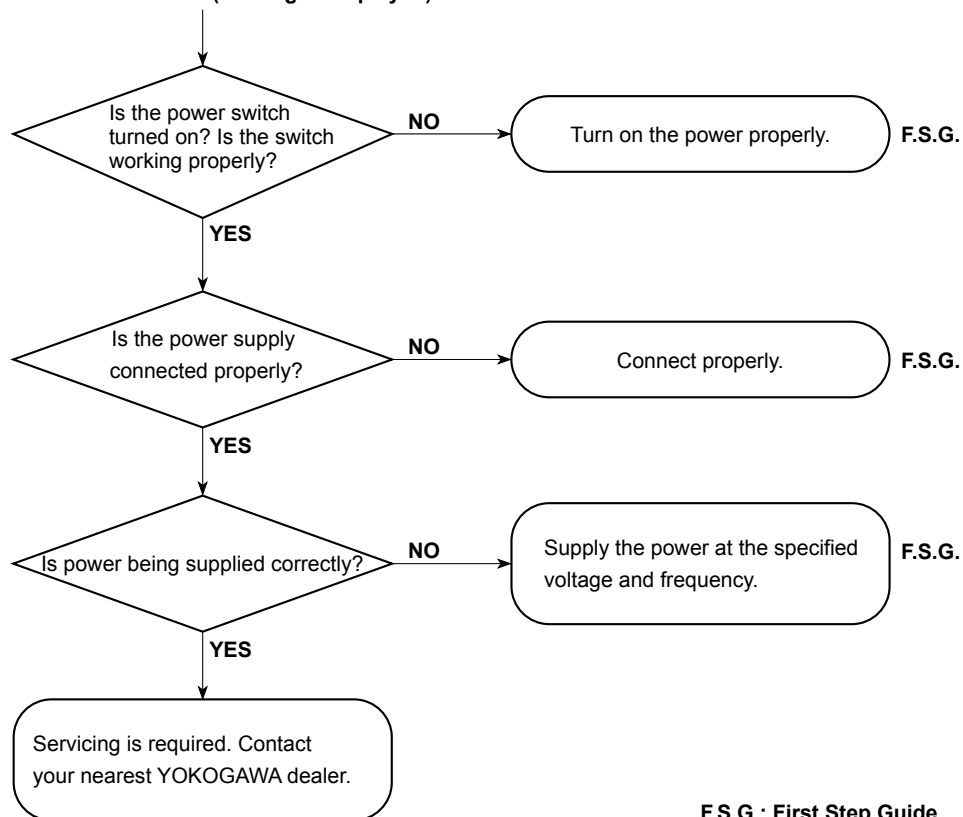 Is the power switch
turned on? Is the switch
working properly?
NO
Turn on the power properly.
F.S.G.
YES
Is the power supply
connected properly?
NO
Connect properly.
F.S.G.
YES
Is power being supplied correctly?
NO
Supply the power at the specified
voltage and frequency.
F.S.G.
YES
Servicing is required. Contact
your nearest YOKOGAWA dealer.
F.S.G.: First Step Guide